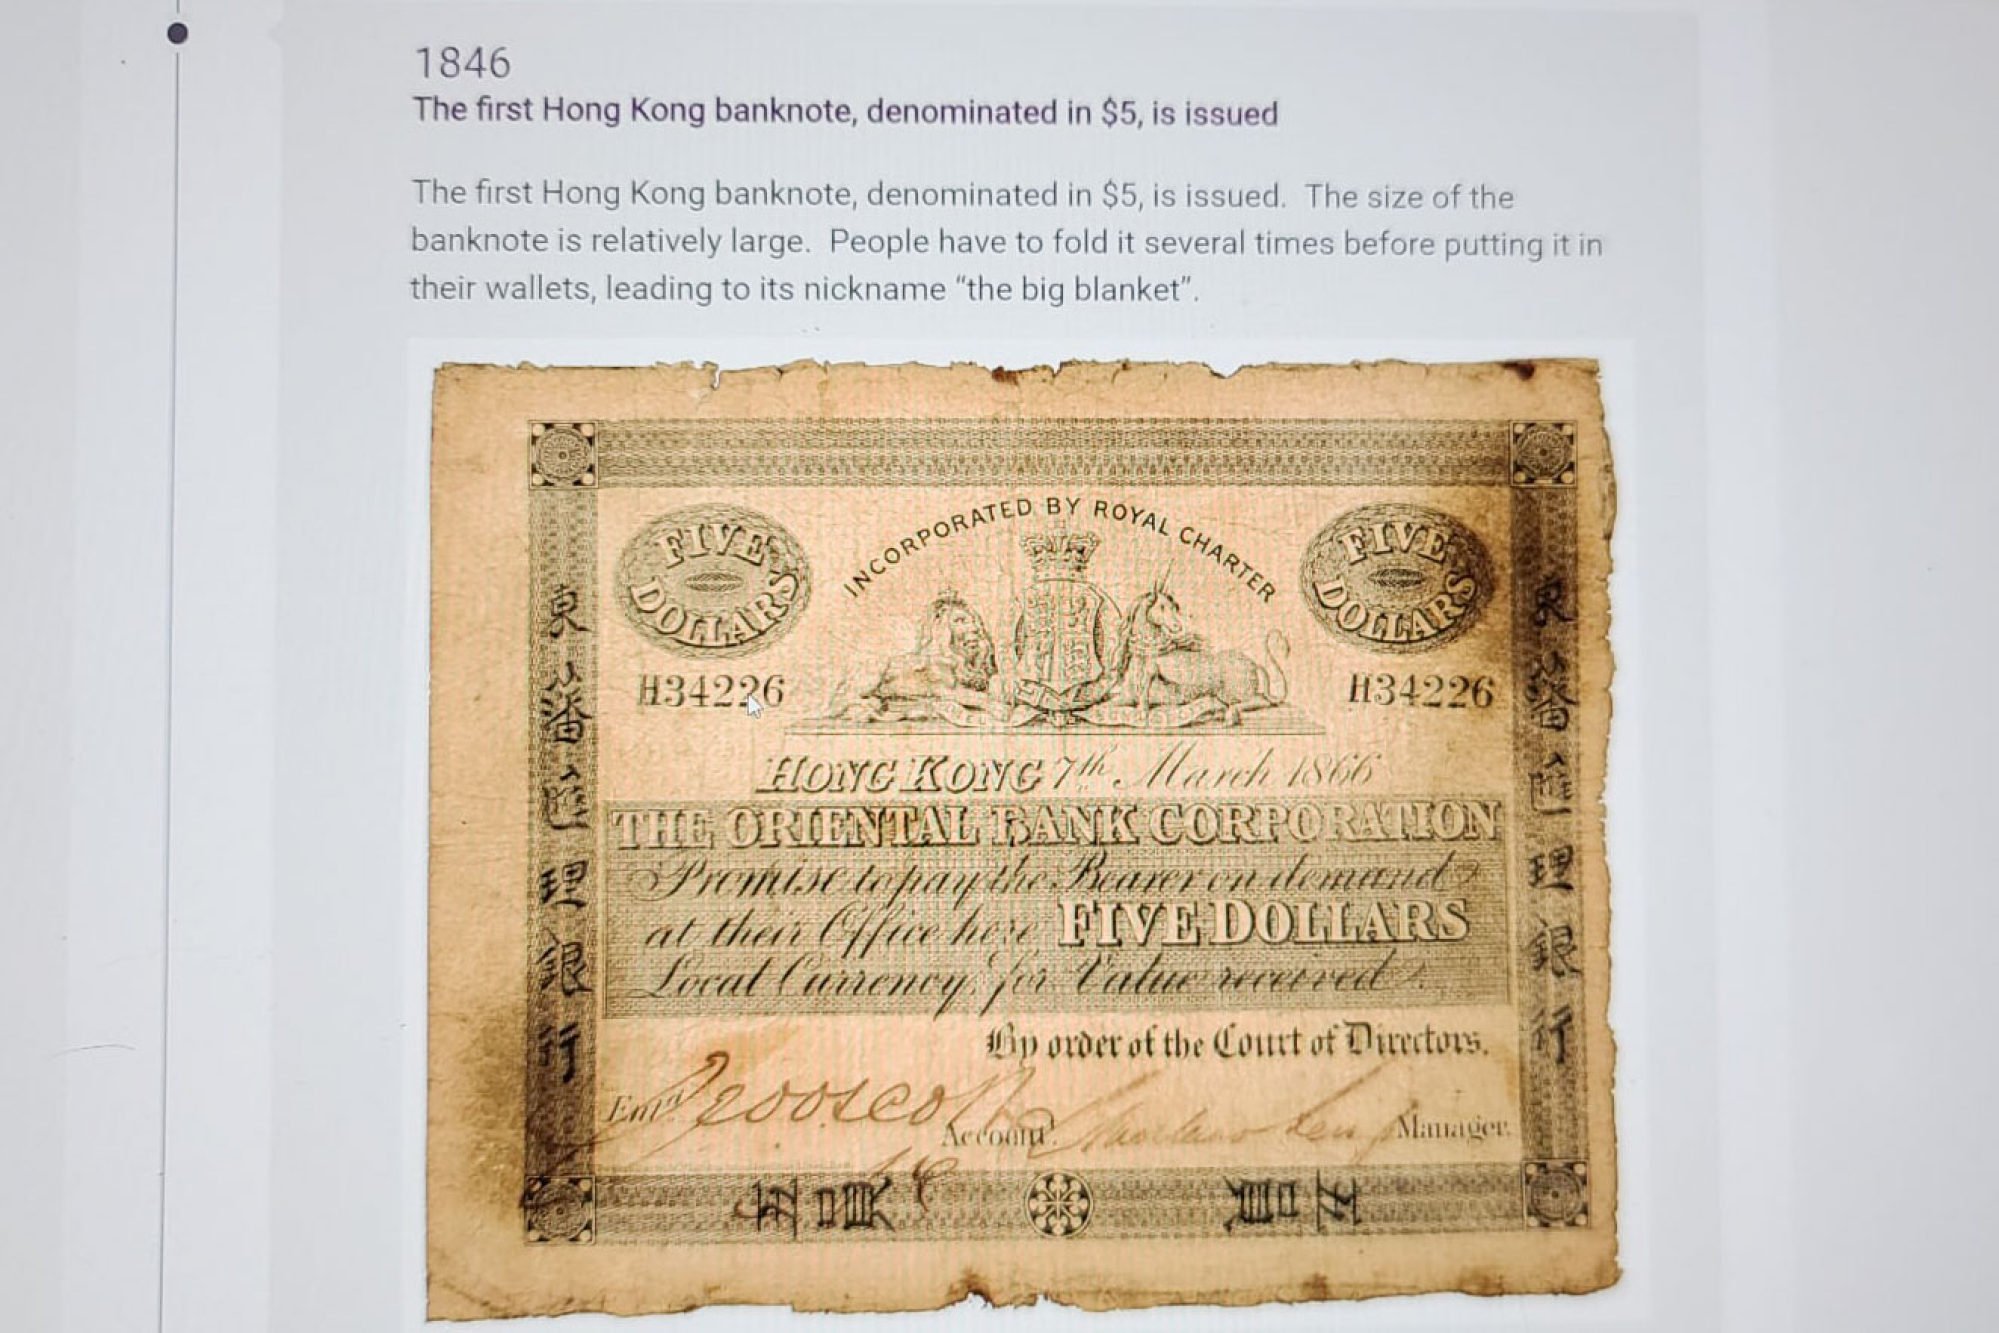 1846
The first Hong Kong banknote, denominated in $5, is issued
The first Hong Kong banknote, denominated in $5, is issued. The size of the
banknote is relatively large. People have to fold it several times before putting it in
their wallets, leading to its nickname “the big blanket”.
INCORPORATED BY ROYAL CHARTER
FIVE DOLLARS
FIVE DOLLARS
H34226
H34226
HONG KONG 7th March 1866
THE ORIENTAL BANK CORPORATION
Promise to pay the Bearer on demand
at their Office here FIVE DOLLARS
Local Currency, for Value received.
By order of the Court of Directors.
Entd
Accountt.
Manager.
東藩匯理銀行
東藩匯理銀行